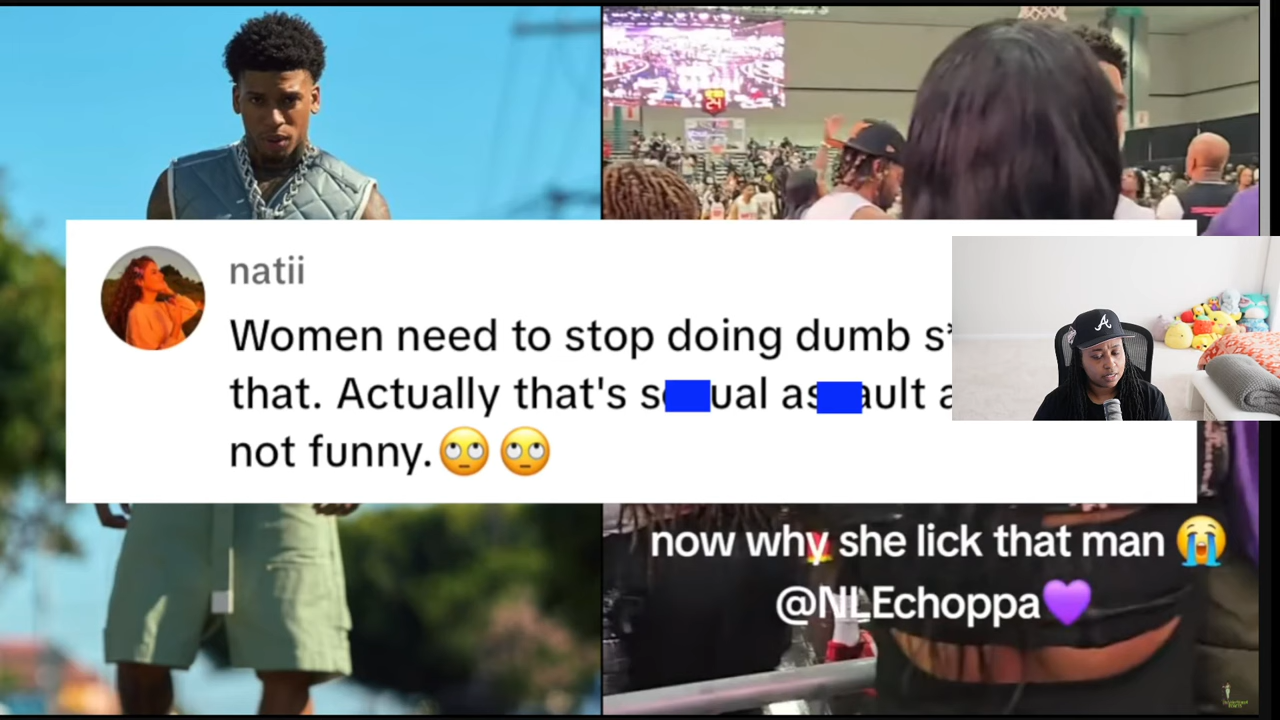 24
natii
Women need to stop doing dumb s*
that. Actually that's s ual as ault a
not funny.🙄 🙄
A
now why she lick that man 😭
@NLEchoppa💜